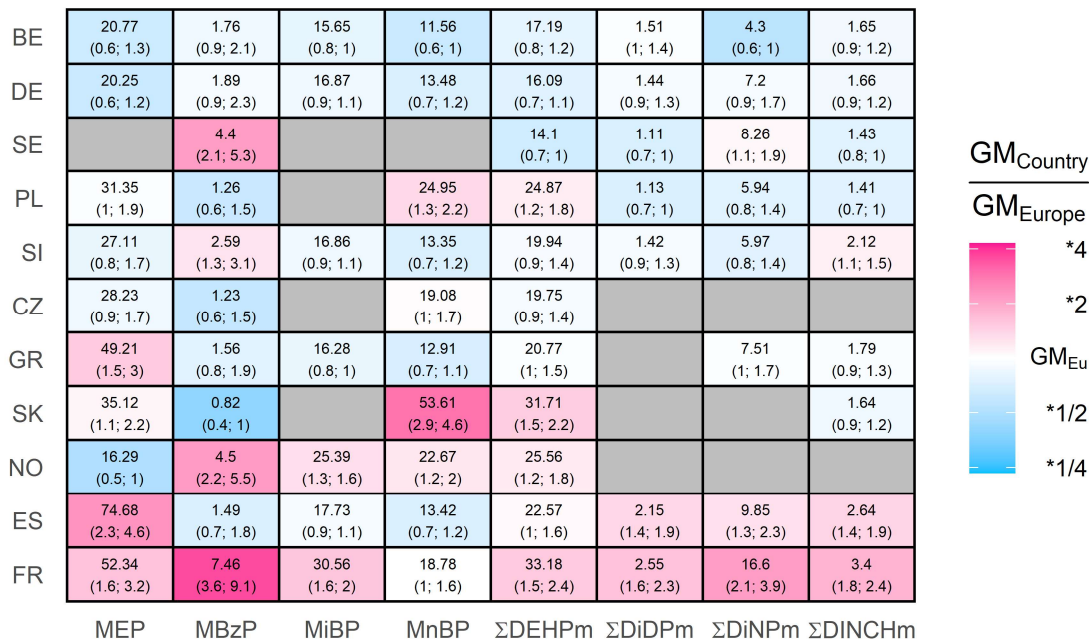 BE 20.77 1.76 15.65 11.56 17.19 1.51 4.3 1.65
(0.6; 1.3) (0.9; 2.1) (0.8; 1) (0.6; 1) (0.8; 1.2) (1; 1.4) (0.6; 1) (0.9; 1.2)
DE 20.25 1.89 16.87 13.48 16.09 1.44 7.2 1.66
(0.6; 1.2) (0.9; 2.3) (0.9; 1.1) (0.7; 1.2) (0.7; 1.1) (0.9; 1.3) (0.9; 1.7) (0.9; 1.2)
SE 4.4 14.1 1.11 8.26 1.43
(2.1; 5.3) (0.7; 1) (0.7; 1) (1.1; 1.9) (0.8; 1)
PL 31.35 1.26 24.95 24.87 1.13 5.94 1.41
(1; 1.9) (0.6; 1.5) (1.3; 2.2) (1.2; 1.8) (0.7; 1) (0.8; 1.4) (0.7; 1)
SI 27.11 2.59 16.86 13.35 19.94 1.42 5.97 2.12
(0.8; 1.7) (1.3; 3.1) (0.9; 1.1) (0.7; 1.2) (0.9; 1.4) (0.9; 1.3) (0.8; 1.4) (1.1; 1.5)
CZ 28.23 1.23 19.08 19.75
(0.9; 1.7) (0.6; 1.5) (1; 1.7) (0.9; 1.4)
GR 49.21 1.56 16.28 12.91 20.77 7.51 1.79
(1.5; 3) (0.8; 1.9) (0.8; 1) (0.7; 1.1) (1; 1.5) (1; 1.7) (0.9; 1.3)
SK 35.12 0.82 53.61 31.71 1.64
(1.1; 2.2) (0.4; 1) (2.9; 4.6) (1.5; 2.2) (0.9; 1.2)
NO 16.29 4.5 25.39 22.67 25.56
(0.5; 1) (2.2; 5.5) (1.3; 1.6) (1.2; 2) (1.2; 1.8)
ES 74.68 1.49 17.73 13.42 22.57 2.15 9.85 2.64
(2.3; 4.6) (0.7; 1.8) (0.9; 1.1) (0.7; 1.2) (1; 1.6) (1.4; 1.9) (1.3; 2.3) (1.4; 1.9)
FR 52.34 7.46 30.56 18.78 33.18 2.55 16.6 3.4
(1.6; 3.2) (3.6; 9.1) (1.6; 2) (1; 1.6) (1.5; 2.4) (1.6; 2.3) (2.1; 3.9) (1.8; 2.4)
MEP MBzP MiBP MnBP ΣDEHPm ΣDiDPm ΣDiNPm ΣDINCHm
GMCountry
GMEurope
*4
*2
GMEu
*1/2
*1/4